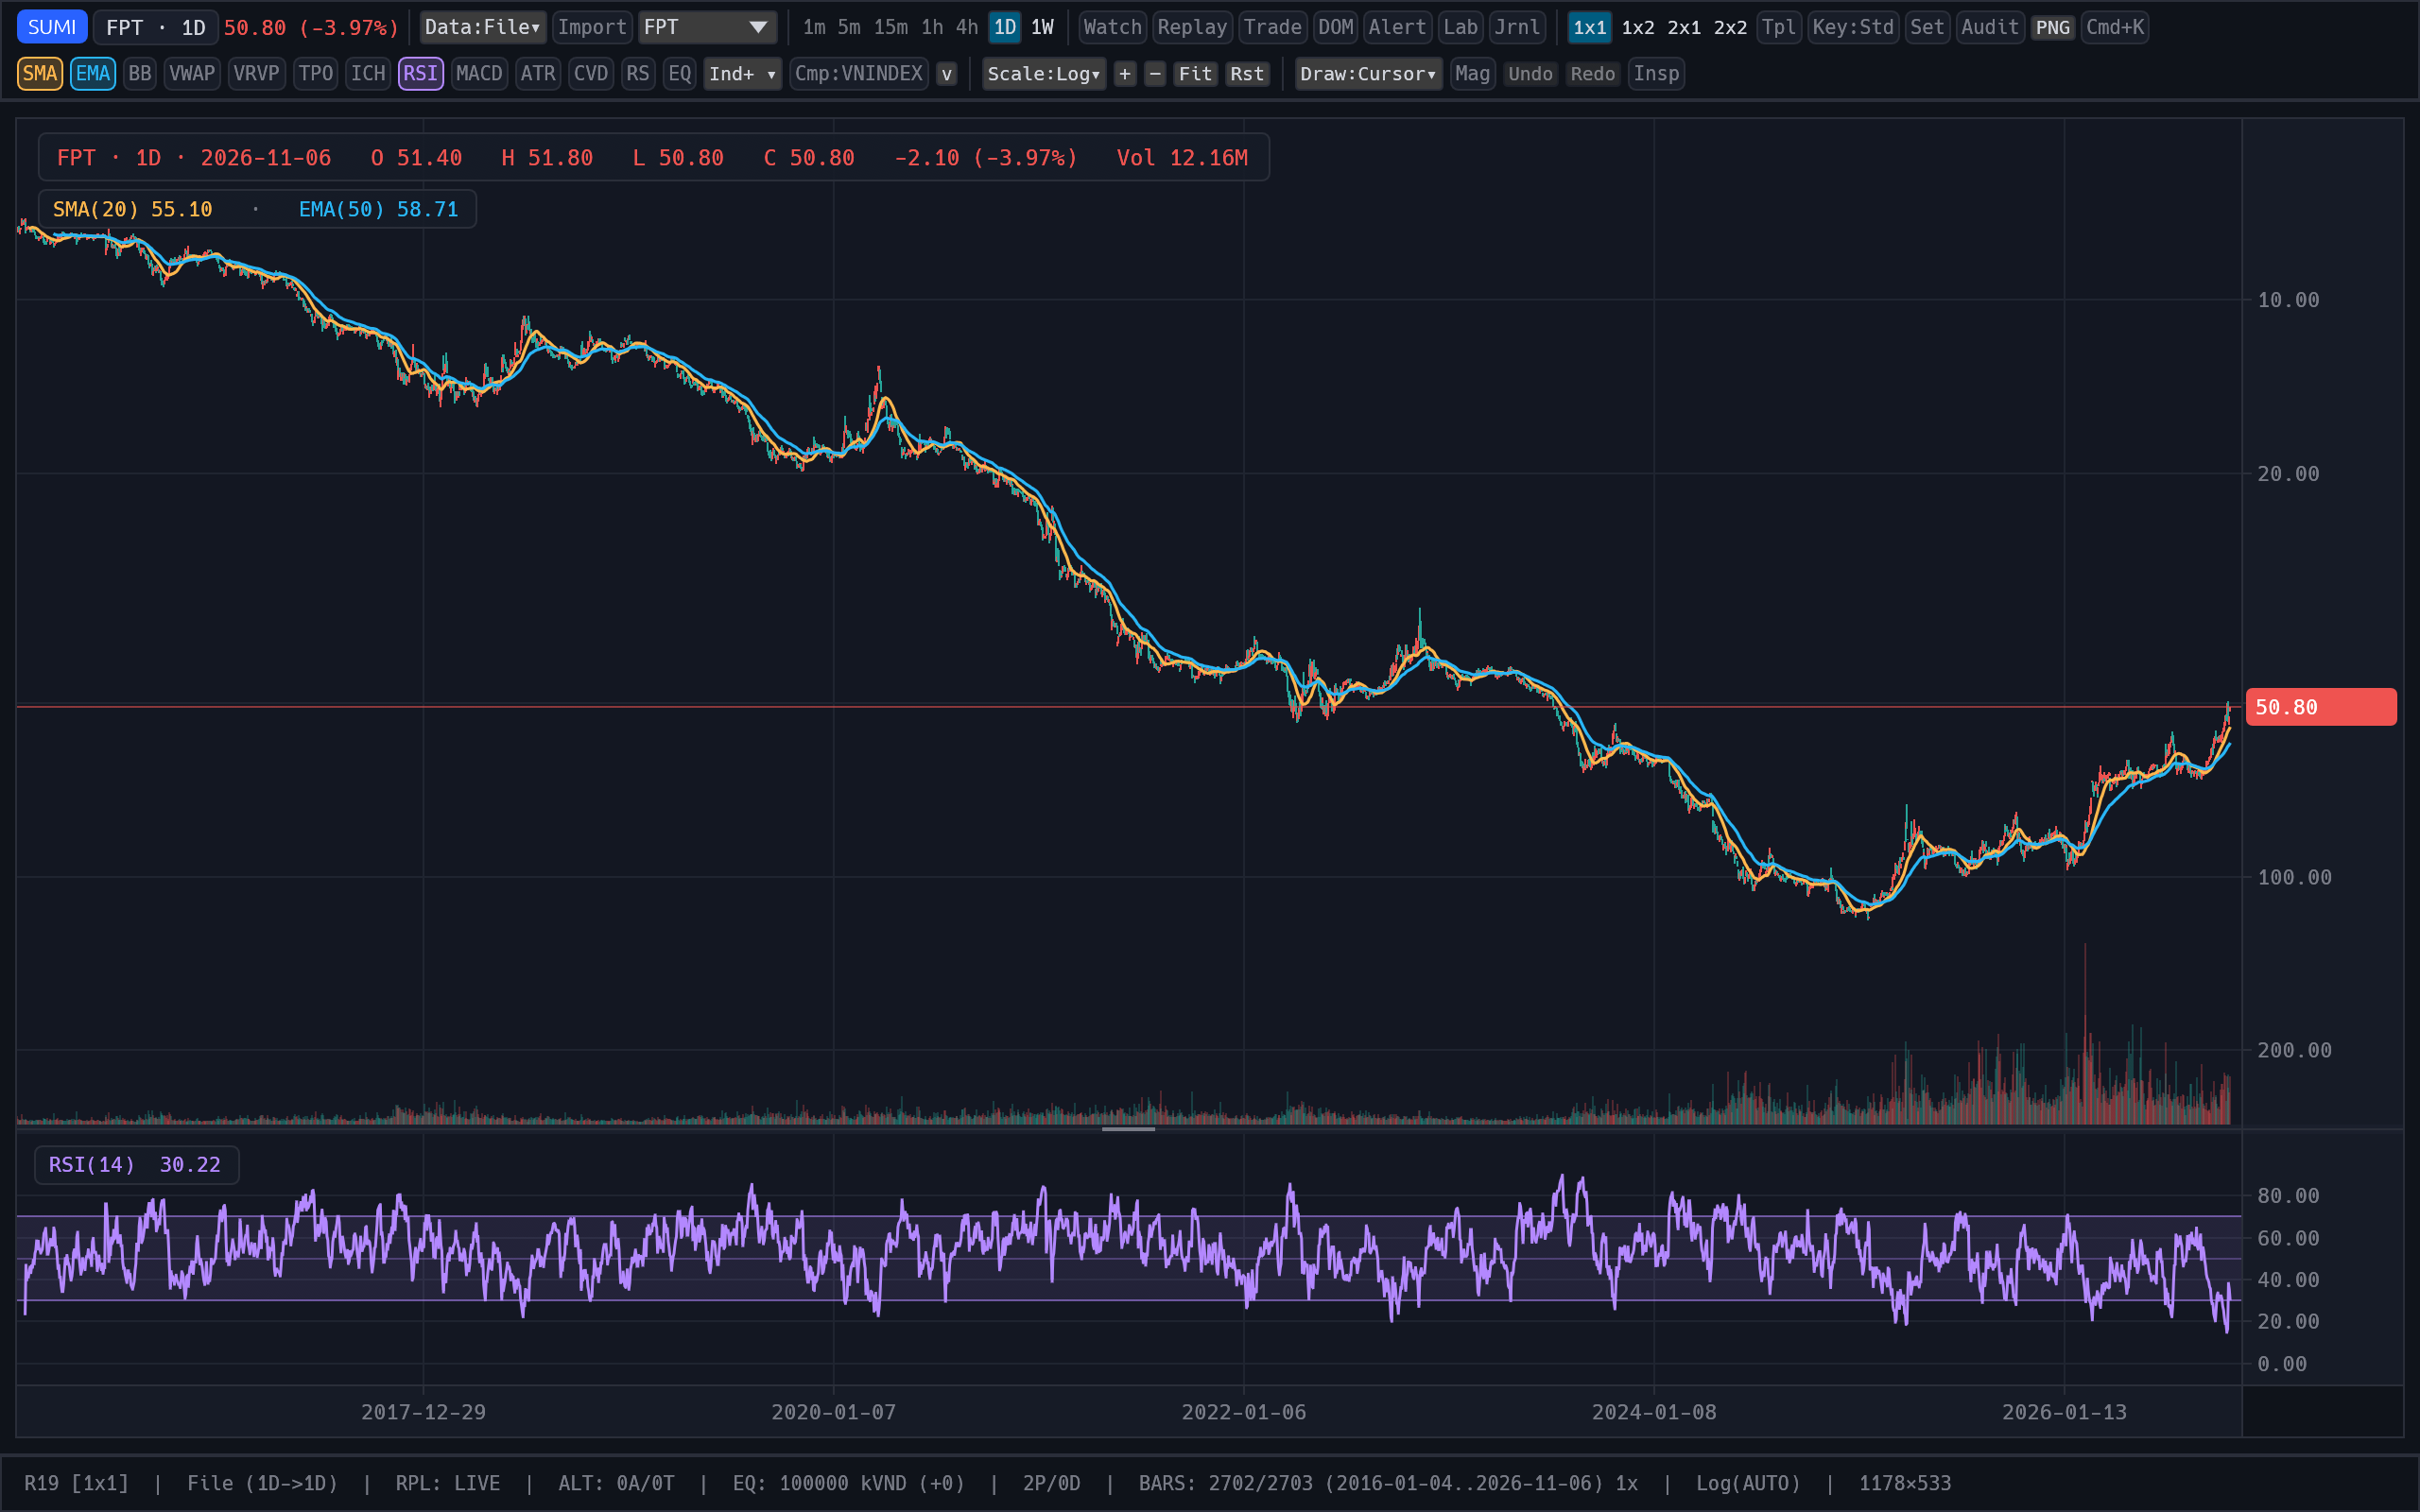 SUMI FPT · 1D 50.80 (-3.97%) Data:File▾ Import FPT ▼ 1m 5m 15m 1h 4h 1D 1W Watch Replay Trade DOM Alert Lab Jrnl 1x1 1x2 2x1 2x2 Tpl Key:Std Set Audit PNG Cmd+K
SMA EMA BB VWAP VRVP TPO ICH RSI MACD ATR CVD RS EQ Ind+ ▾ Cmp:VNINDEX v Scale:Log▾ + − Fit Rst Draw:Cursor▾ Mag Undo Redo Insp
FPT · 1D · 2026-11-06 O 51.40 H 51.80 L 50.80 C 50.80 -2.10 (-3.97%) Vol 12.16M
SMA(20) 55.10 · EMA(50) 58.71
10.00
20.00
50.80
100.00
200.00
RSI(14) 30.22
80.00
60.00
40.00
20.00
0.00
2017-12-29 2020-01-07 2022-01-06 2024-01-08 2026-01-13
R19 [1x1] | File (1D->1D) | RPL: LIVE | ALT: 0A/0T | EQ: 100000 kVND (+0) | 2P/0D | BARS: 2702/2703 (2016-01-04..2026-11-06) 1x | Log(AUTO) | 1178×533